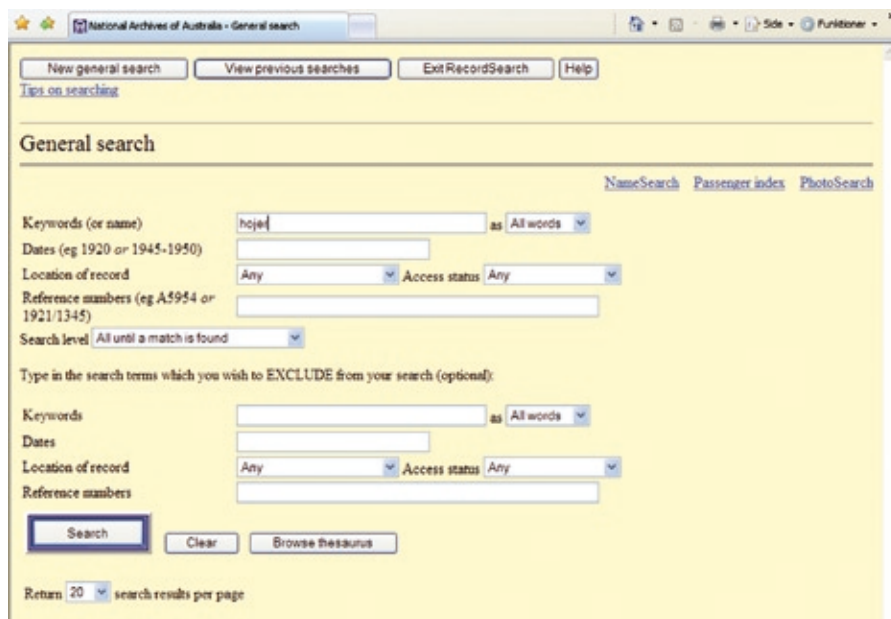 National Archives of Australia - General search
Side Funktioner
New general search View previous searches Exit RecordSearch Help
Tips on searching
General search
NameSearch Passenger index PhotoSearch
Keywords (or name) hojer as All words
Dates (eg 1920 or 1945-1950)
Location of record Any Access status Any
Reference numbers (eg A5954 or
1921/1345)
Search level All until a match is found
Type in the search terms which you wish to EXCLUDE from your search (optional):
Keywords as All words
Dates
Location of record Any Access status Any
Reference numbers
Search Clear Browse thesaurus
Return 20 search results per page